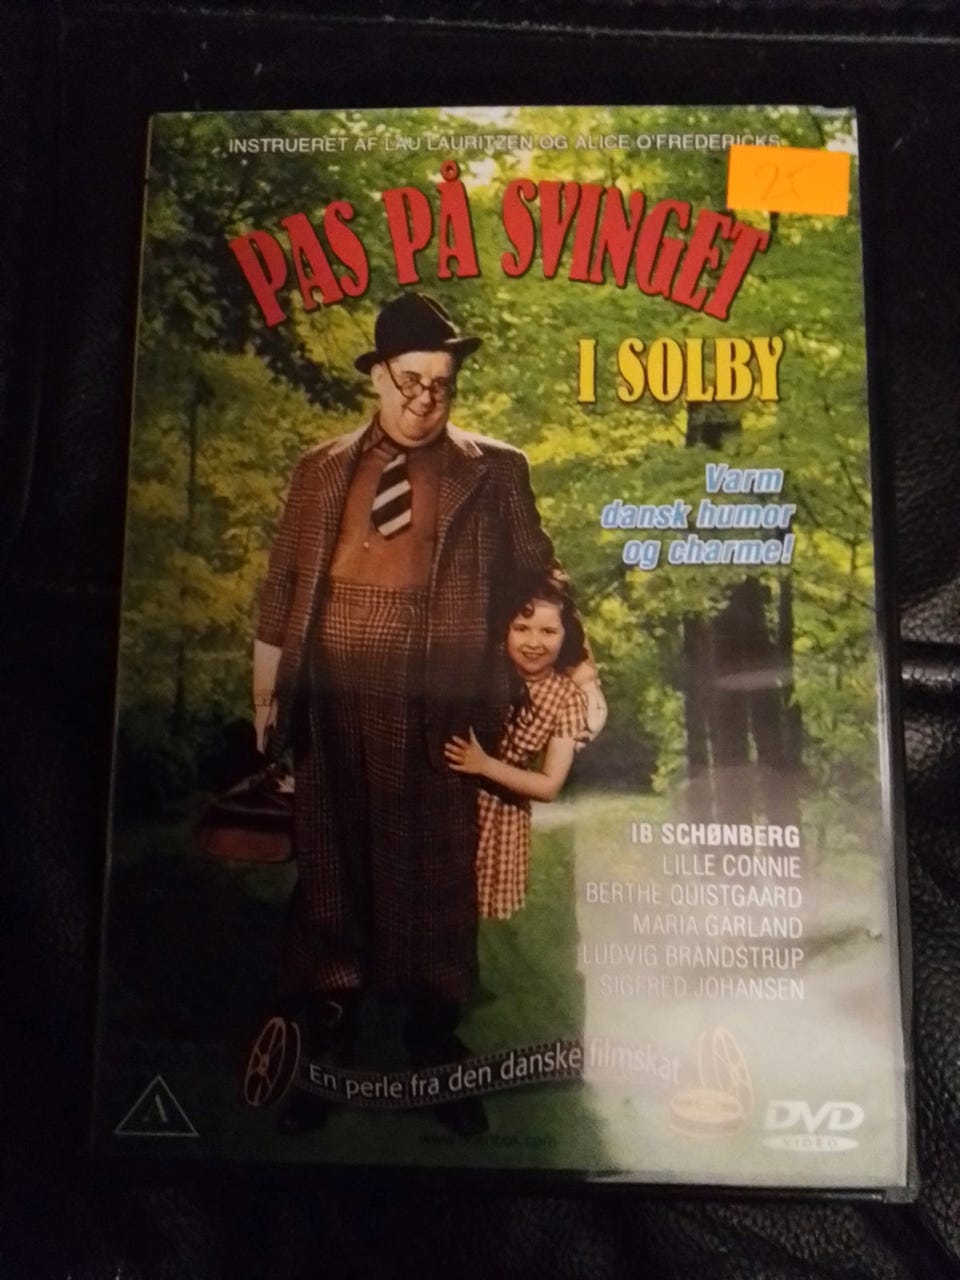 INSTRUERET AF LAU LAURITZEN OG ALICE O'FREDERICKS
25
PAS PÅ SVINGET
I SOLBY
Varm
dansk humor
og charme!
IB SCHØNBERG
LILLE CONNIE
BERTHE QUISTGAARD
MARIA GARLAND
LUDVIG BRANDSTRUP
SIGFRED JOHANSEN
En perle fra den danske filmskat
A
DVD
VIDEO